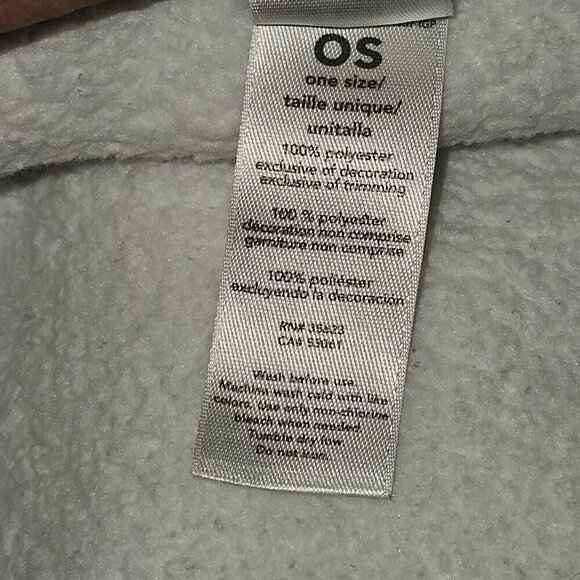 OS
one size/
taille unique/
unitalla
100% polyester
exclusive of decoration
exclusive of trimming
100 % polyester
décoration non comprise
garniture non comprise
100% poliéster
excluyendo la decoración
RN# 35623
CA# 53061
Wash before use.
Machine wash cold with like
colors. Use only non-chlorine
bleach when needed.
Tumble dry low
Do not iron.